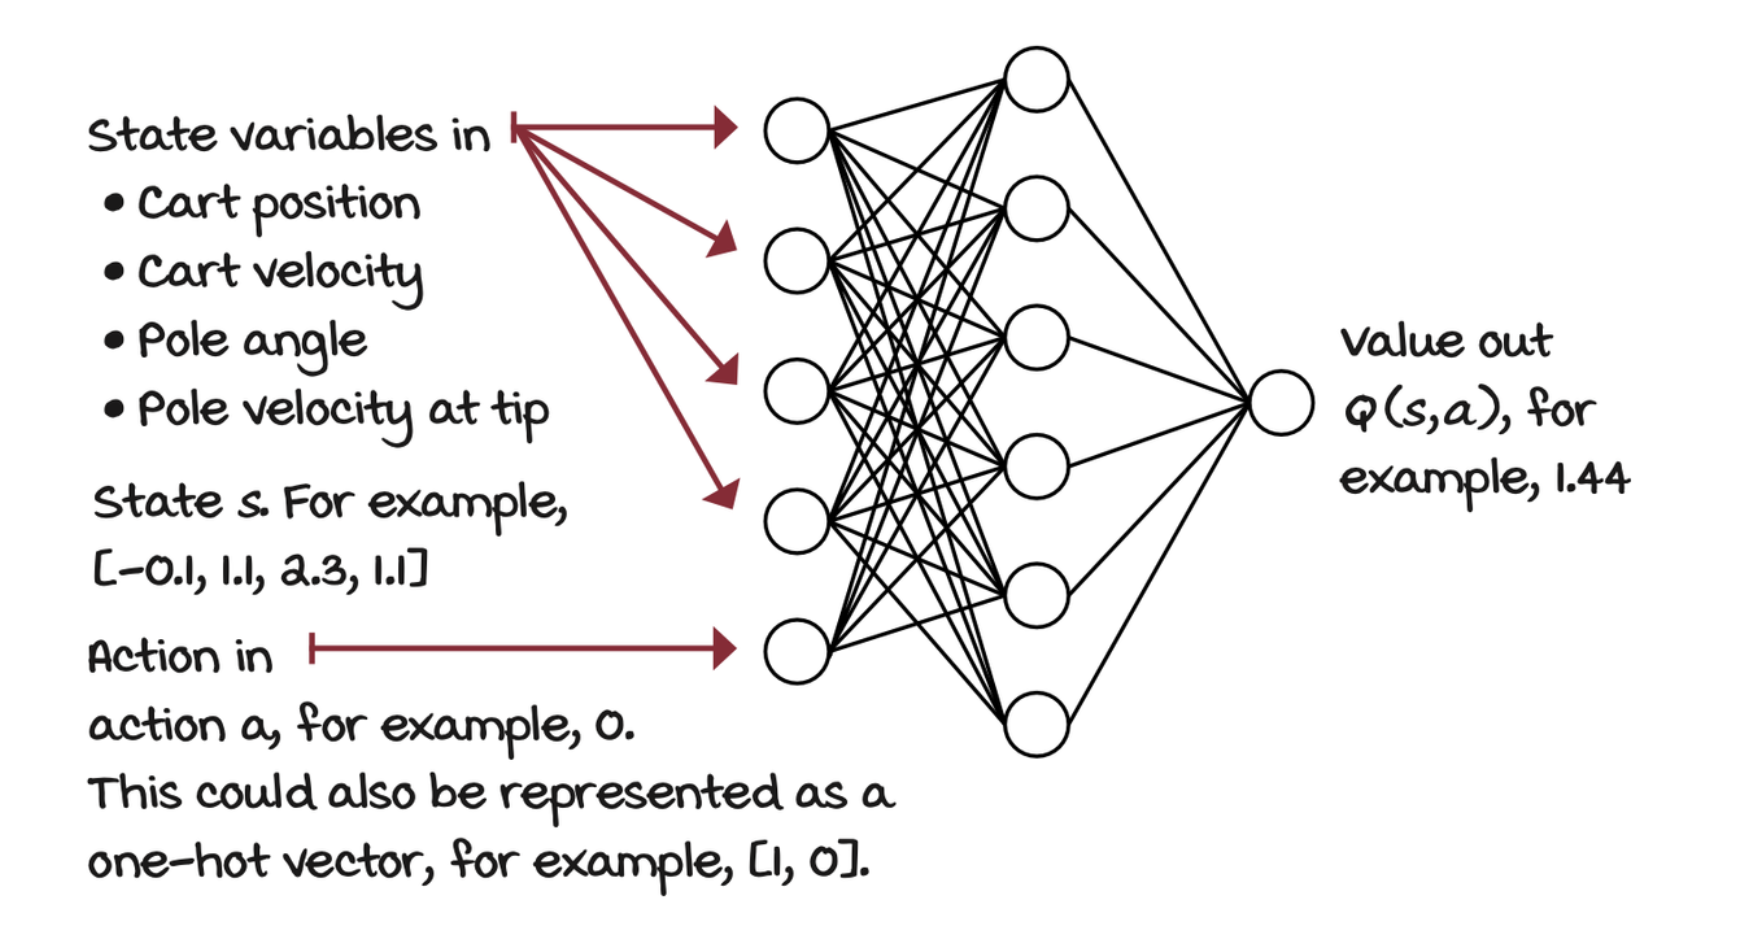 State variables in
• Cart position
• Cart velocity
• Pole angle
• Pole velocity at tip
State s. For example,
[-0.1, 1.1, 2.3, 1.1]
Action in
action a, for example, 0.
This could also be represented as a
one-hot vector, for example, [1, 0].
Value out
Q(s,a), for
example, 1.44